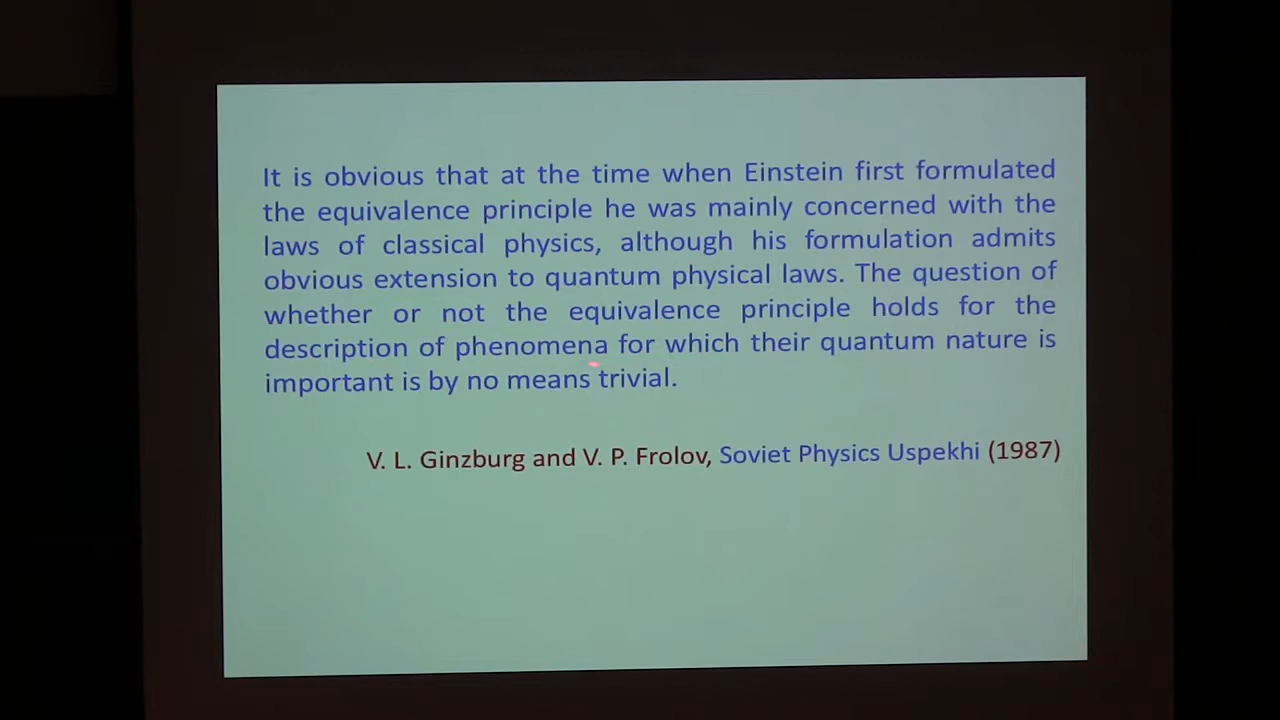 It is obvious that at the time when Einstein first formulated
the equivalence principle he was mainly concerned with the
laws of classical physics, although his formulation admits
obvious extension to quantum physical laws. The question of
whether or not the equivalence principle holds for the
description of phenomena for which their quantum nature is
important is by no means trivial.
V. L. Ginzburg and V. P. Frolov, Soviet Physics Uspekhi (1987)